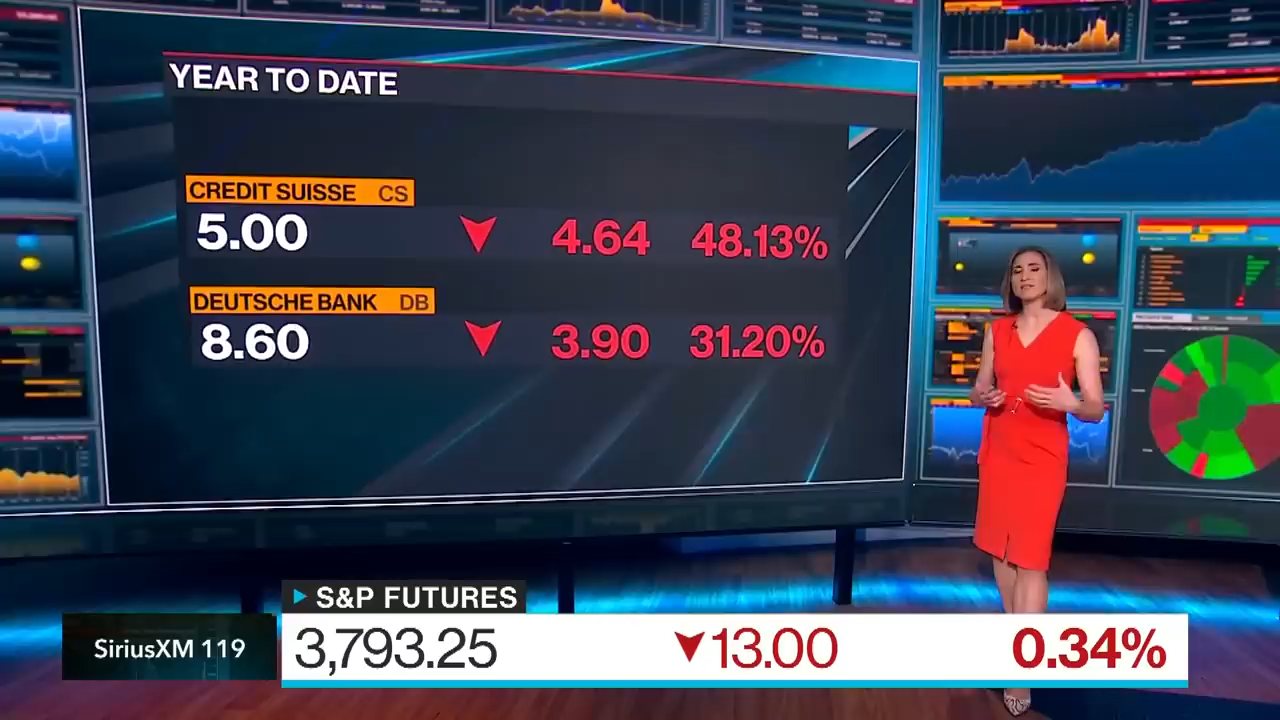 YEAR TO DATE
CREDIT SUISSE CS
5.00 4.64 48.13%
DEUTSCHE BANK DB
8.60 3.90 31.20%
S&P FUTURES
SiriusXM 119
3,793.25 13.00 0.34%